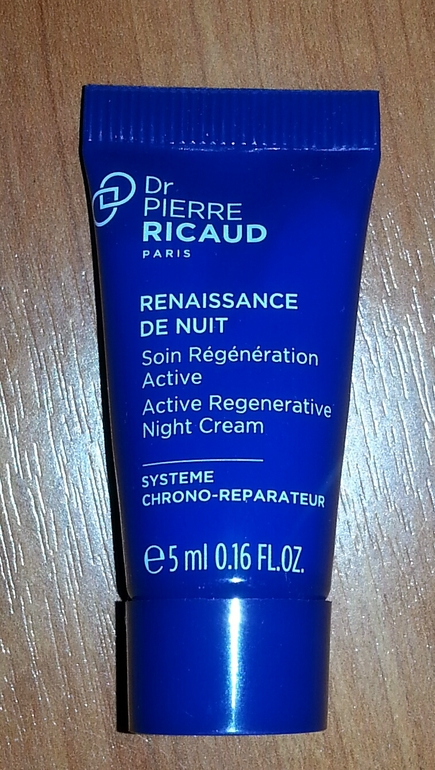 Dr
PIERRE
RICAUD
PARIS
RENAISSANCE
DE NUIT
Soin Régénération
Active
Active Regenerative
Night Cream
SYSTEME
CHRONO-REPARATEUR
℮ 5 ml 0.16 FL.OZ.